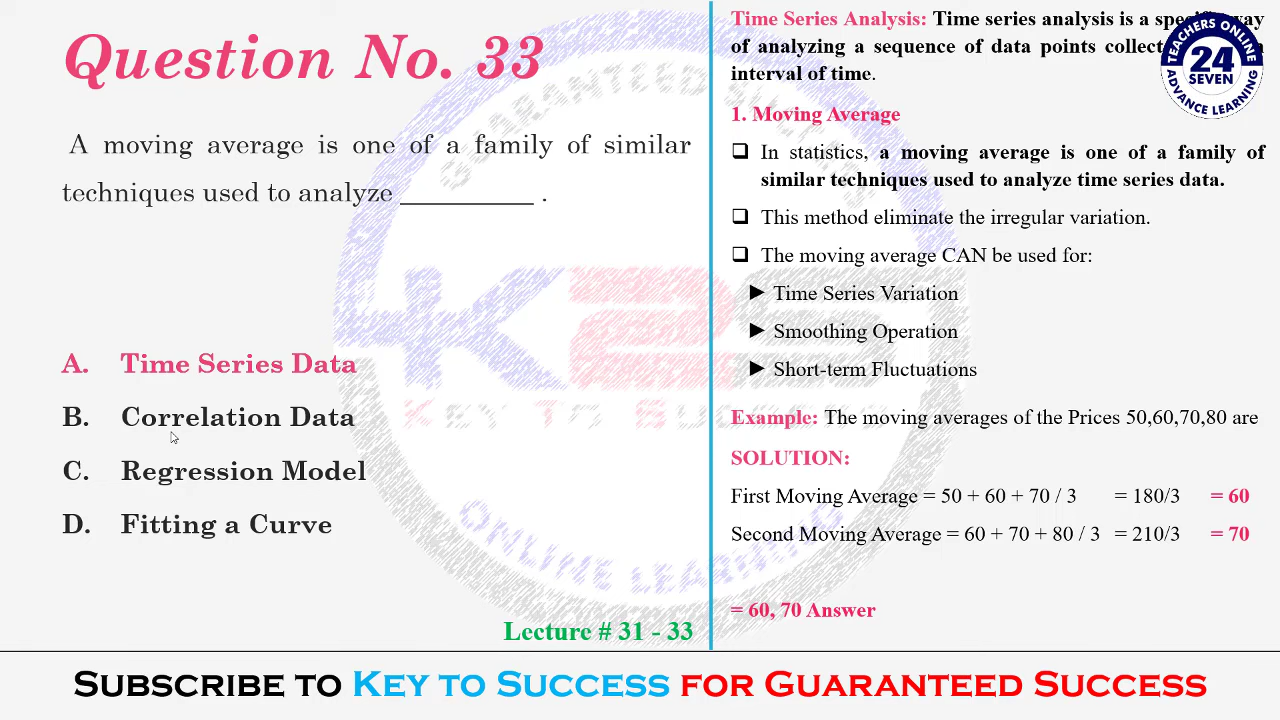 Question No. 33
A moving average is one of a family of similar
techniques used to analyze __________ .
A. Time Series Data
B. Correlation Data
C. Regression Model
D. Fitting a Curve
Lecture # 31 - 33
Time Series Analysis: Time series analysis is a way
of analyzing a sequence of data points
interval of time.
1. Moving Average
❑ In statistics, a moving average is one of a family of
similar techniques used to analyze time series data.
❑ This method eliminate the irregular variation.
❑ The moving average CAN be used for:
► Time Series Variation
► Smoothing Operation
► Short-term Fluctuations
Example: The moving averages of the Prices 50,60,70,80 are
SOLUTION:
First Moving Average = 50 + 60 + 70 / 3 = 180/3 = 60
Second Moving Average = 60 + 70 + 80 / 3 = 210/3 = 70
= 60, 70 Answer
TEACHERS ONLINE
24
SEVEN
ADVANCE LEARNING
K2S
KEY TO SUCCESS
ONLINE LEARNING
SUBSCRIBE TO KEY TO SUCCESS FOR GUARANTEED SUCCESS